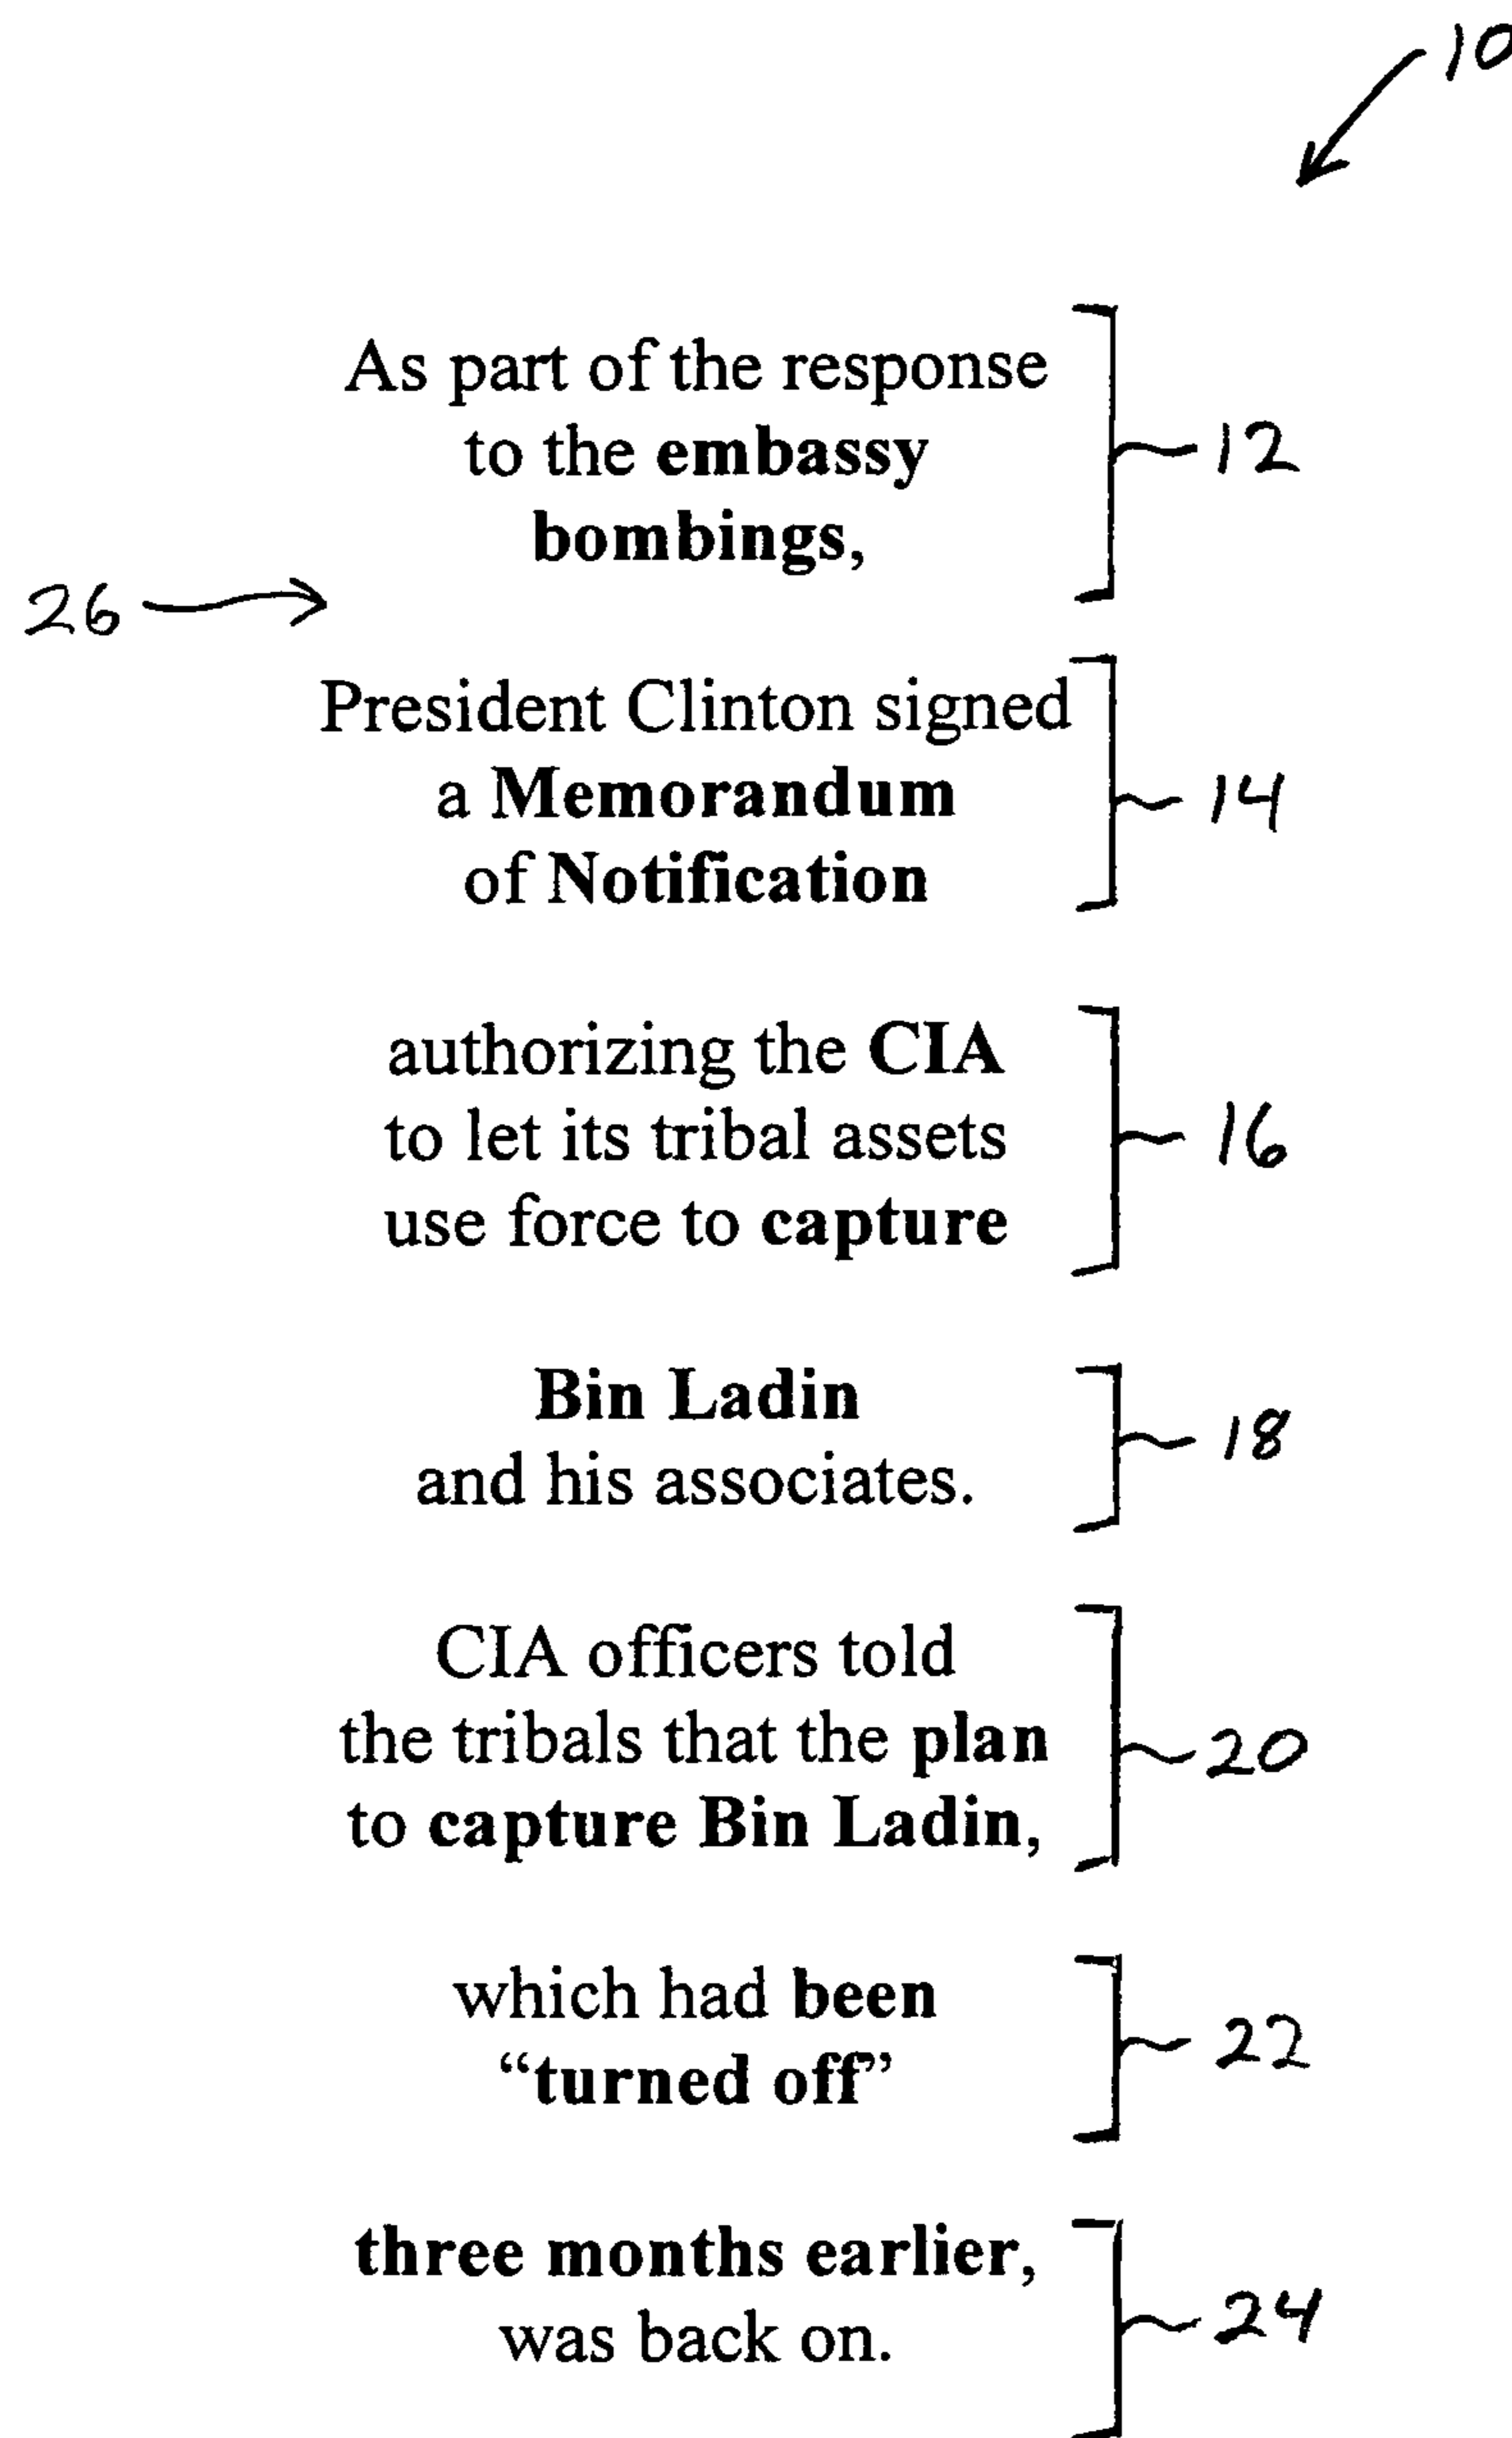 10
As part of the response
to the embassy
12
bombings,
26
President Clinton signed
a Memorandum
14
of Notification
authorizing the CIA
to let its tribal assets
16
use force to capture
Bin Ladin
18
and his associates.
CIA officers told
the tribals that the plan
20
to capture Bin Ladin,
which had been
22
“turned off”
three months earlier,
24
was back on.